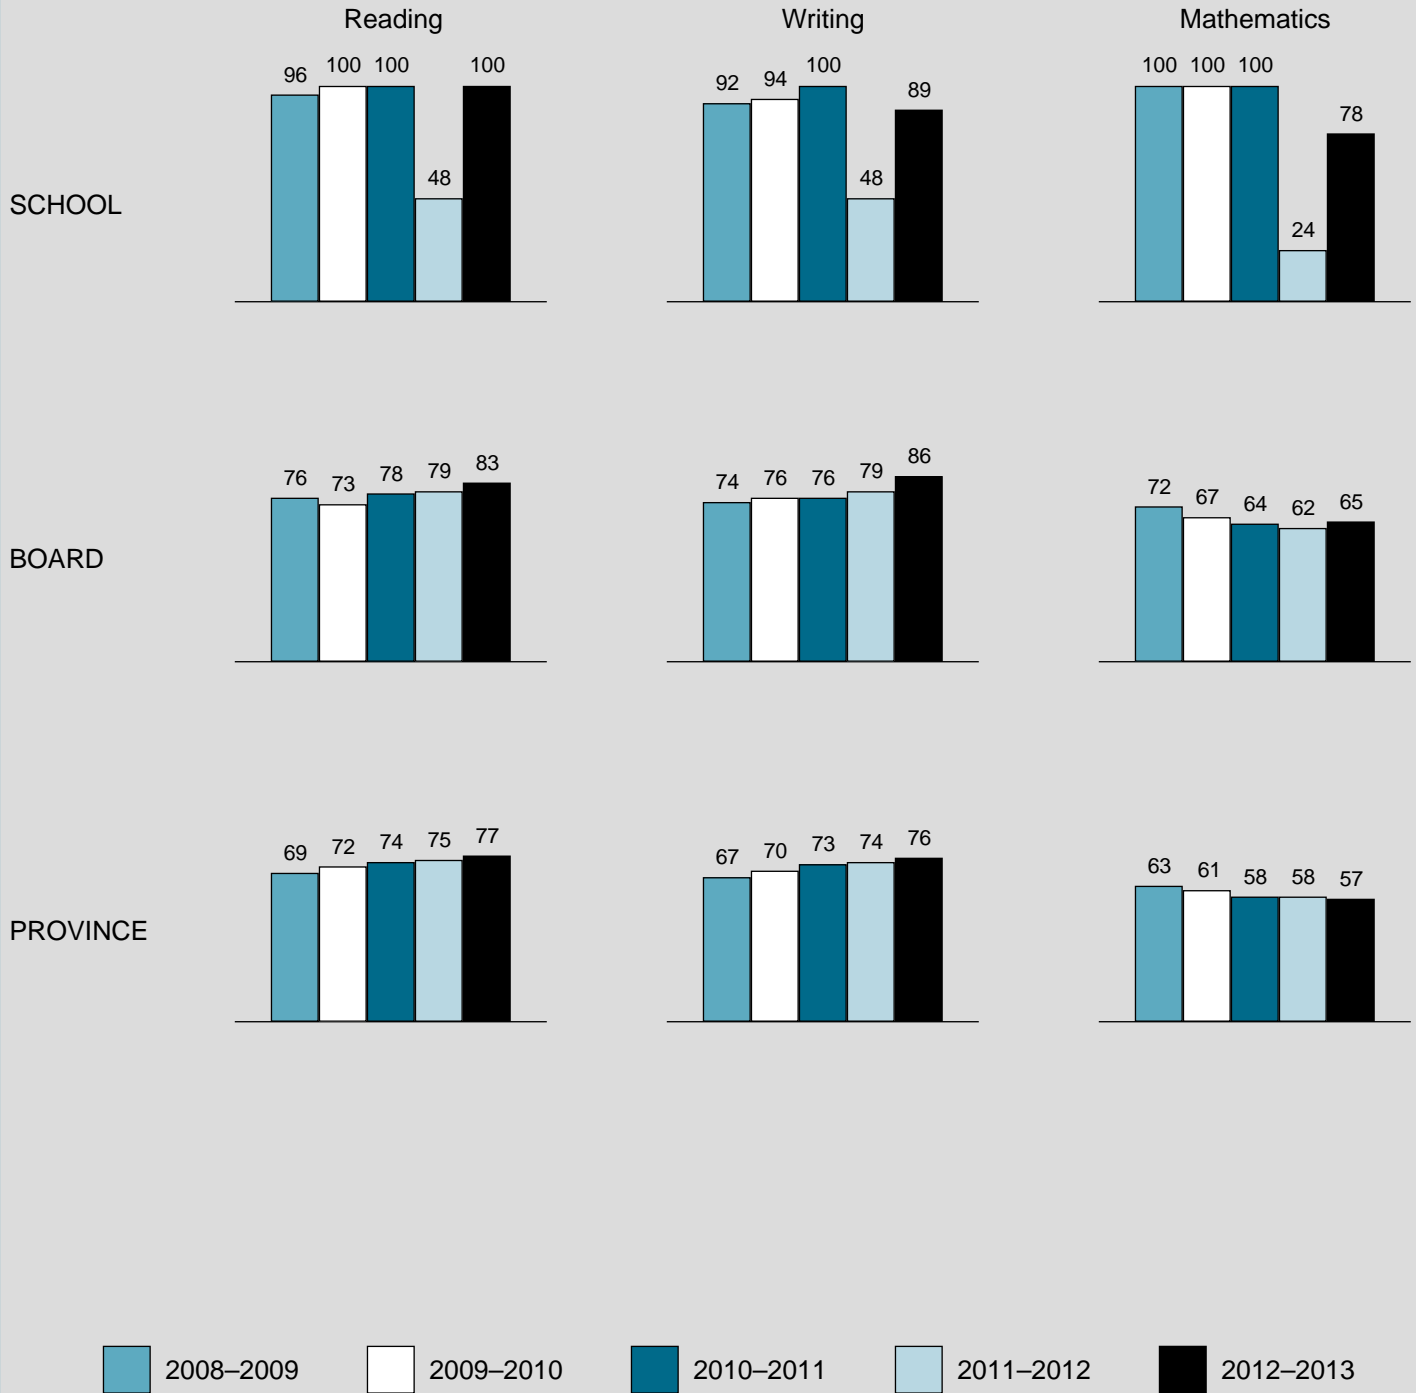 Reading Writing Mathematics
96 100 100 48 100
92 94 100 48 89
100 100 100 24 78
SCHOOL
76 73 78 79 83
74 76 76 79 86
72 67 64 62 65
BOARD
69 72 74 75 77
67 70 73 74 76
63 61 58 58 57
PROVINCE
2008–2009 2009–2010 2010–2011 2011–2012 2012–2013